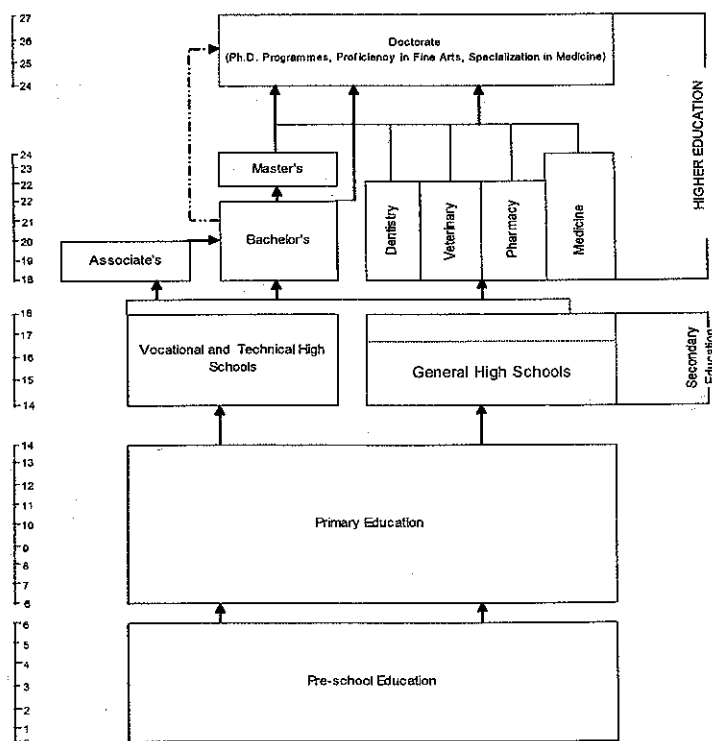 27
26
25
24
Doctorate
(Ph.D. Programmes, Proficiency in Fine Arts, Specialization in Medicine)
HIGHER EDUCATION
24
23
22
21
20
19
18
Master's
Bachelor's
Associate's
Dentistry
Veterinary
Pharmacy
Medicine
18
17
16
15
14
Vocational and Technical High
Schools
General High Schools
Secondary
Education
14
13
12
11
10
9
8
7
6
Primary Education
6
5
4
3
2
1
Pre-school Education